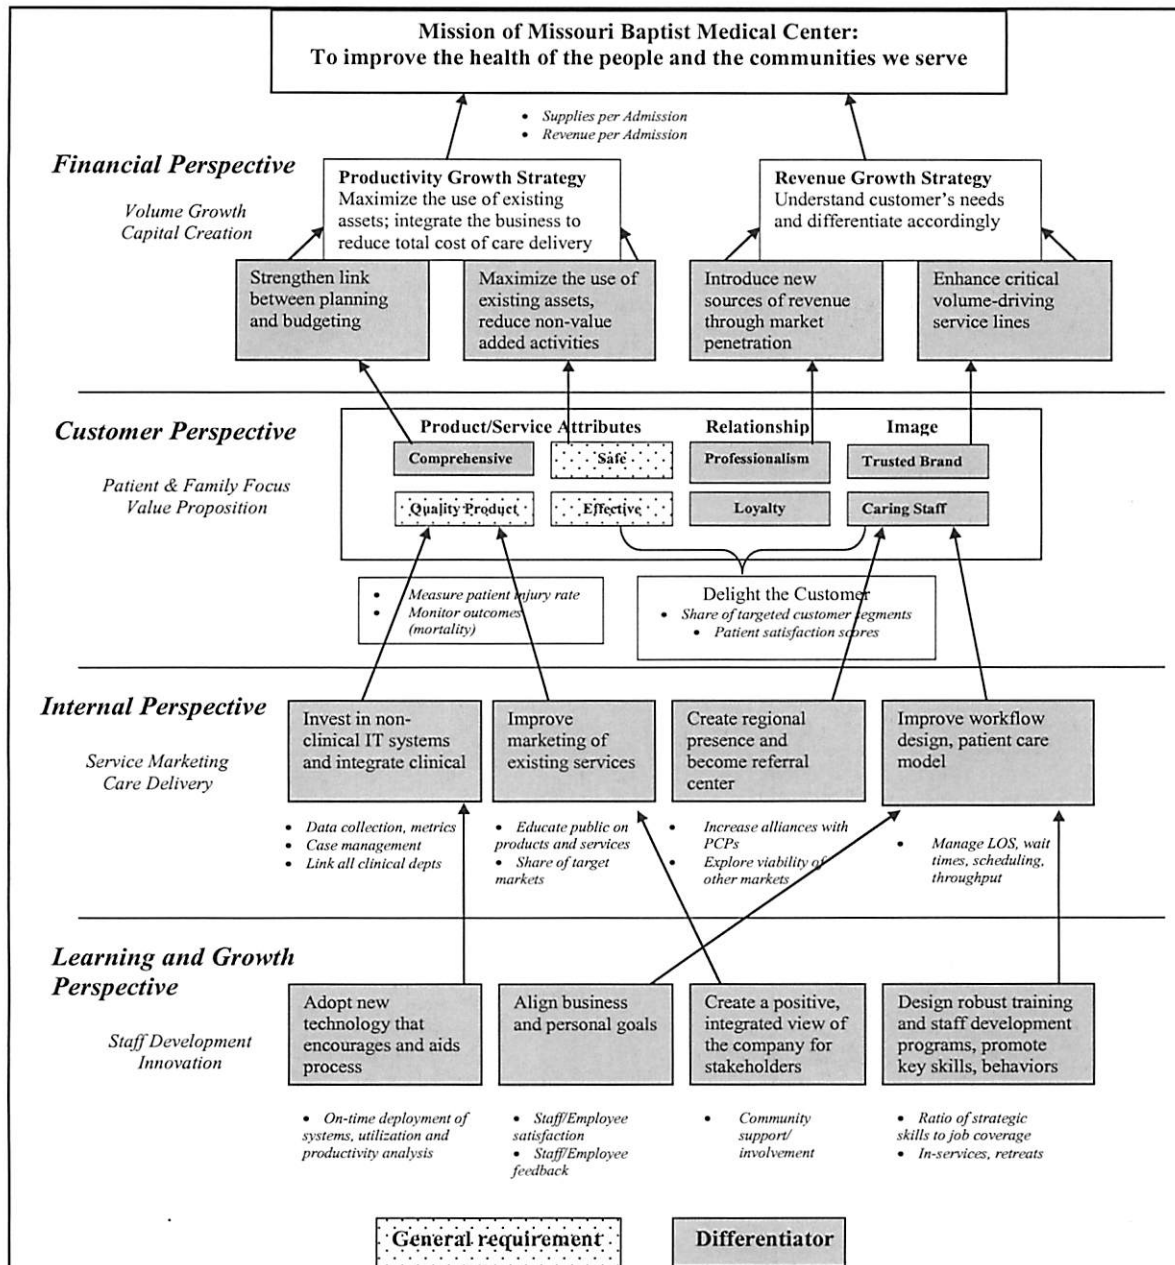 Mission of Missouri Baptist Medical Center:
To improve the health of the people and the communities we serve
• Supplies per Admission
• Revenue per Admission
Financial Perspective
Volume Growth
Capital Creation
Productivity Growth Strategy
Maximize the use of existing
assets; integrate the business to
reduce total cost of care delivery
Revenue Growth Strategy
Understand customer's needs
and differentiate accordingly
Strengthen link
between planning
and budgeting
Maximize the use of
existing assets,
reduce non-value
added activities
Introduce new
sources of revenue
through market
penetration
Enhance critical
volume-driving
service lines
Customer Perspective
Patient & Family Focus
Value Proposition
Product/Service Attributes
Relationship
Image
Comprehensive
Safe
Professionalism
Trusted Brand
Quality Product
Effective
Loyalty
Caring Staff
• Measure patient injury rate
• Monitor outcomes
(mortality)
Delight the Customer
• Share of targeted customer segments
• Patient satisfaction scores
Internal Perspective
Service Marketing
Care Delivery
Invest in non-
clinical IT systems
and integrate clinical
Improve
marketing of
existing services
Create regional
presence and
become referral
center
Improve workflow
design, patient care
model
• Data collection, metrics
• Case management
• Link all clinical depts
• Educate public on
products and services
• Share of target
markets
• Increase alliances with
PCPs
• Explore viability of
other markets
• Manage LOS, wait
times, scheduling,
throughput
Learning and Growth
Perspective
Staff Development
Innovation
Adopt new
technology that
encourages and aids
process
Align business
and personal goals
Create a positive,
integrated view of
the company for
stakeholders
Design robust training
and staff development
programs, promote
key skills, behaviors
• On-time deployment of
systems, utilization and
productivity analysis
• Staff/Employee
satisfaction
• Staff/Employee
feedback
• Community
support/
involvement
• Ratio of strategic
skills to job coverage
• In-services, retreats
General requirement
Differentiator